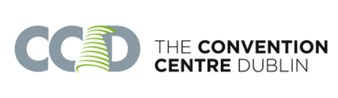 CCD
THE CONVENTION
CENTRE DUBLIN